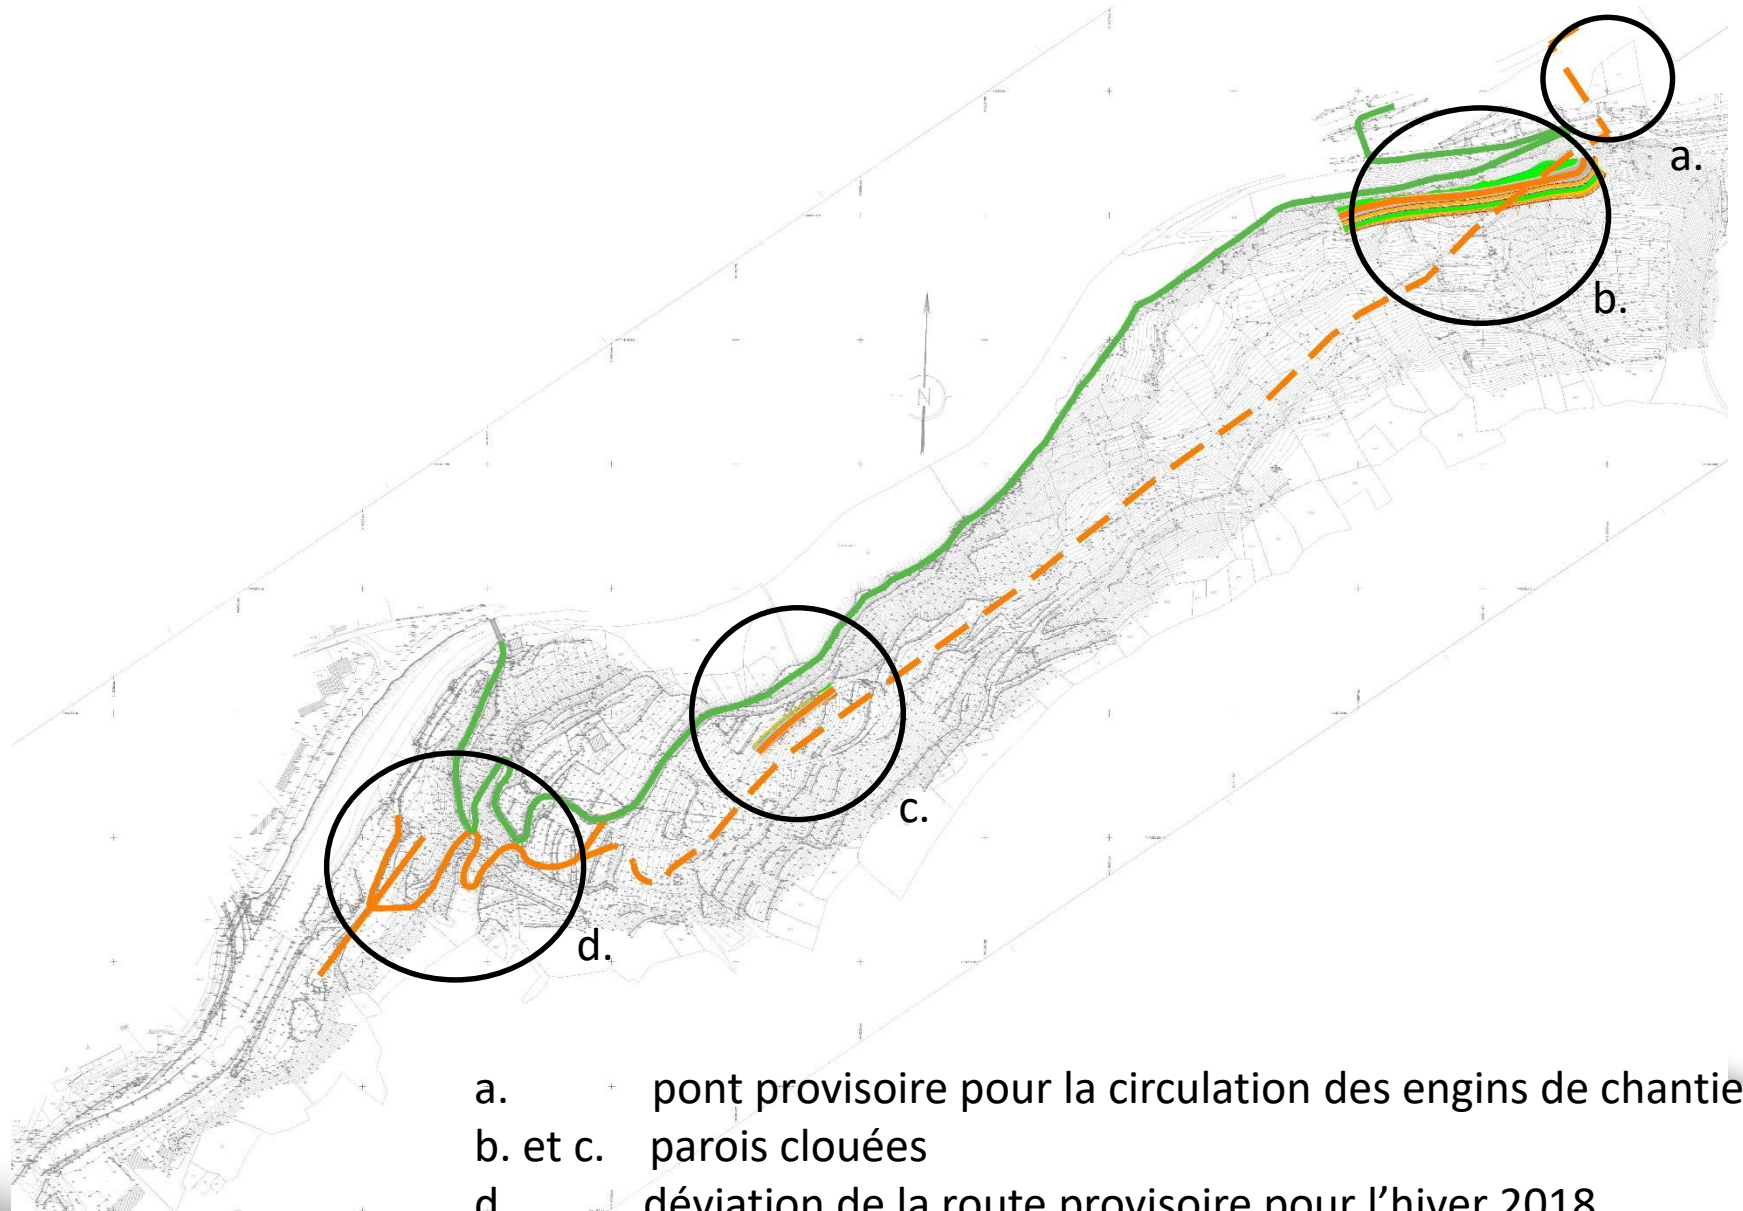 a.
b.
N
c.
d.
a. pont provisoire pour la circulation des engins de chantie
b. et c. parois clouées
d déviation de la route provisoire pour l’hiver 2018